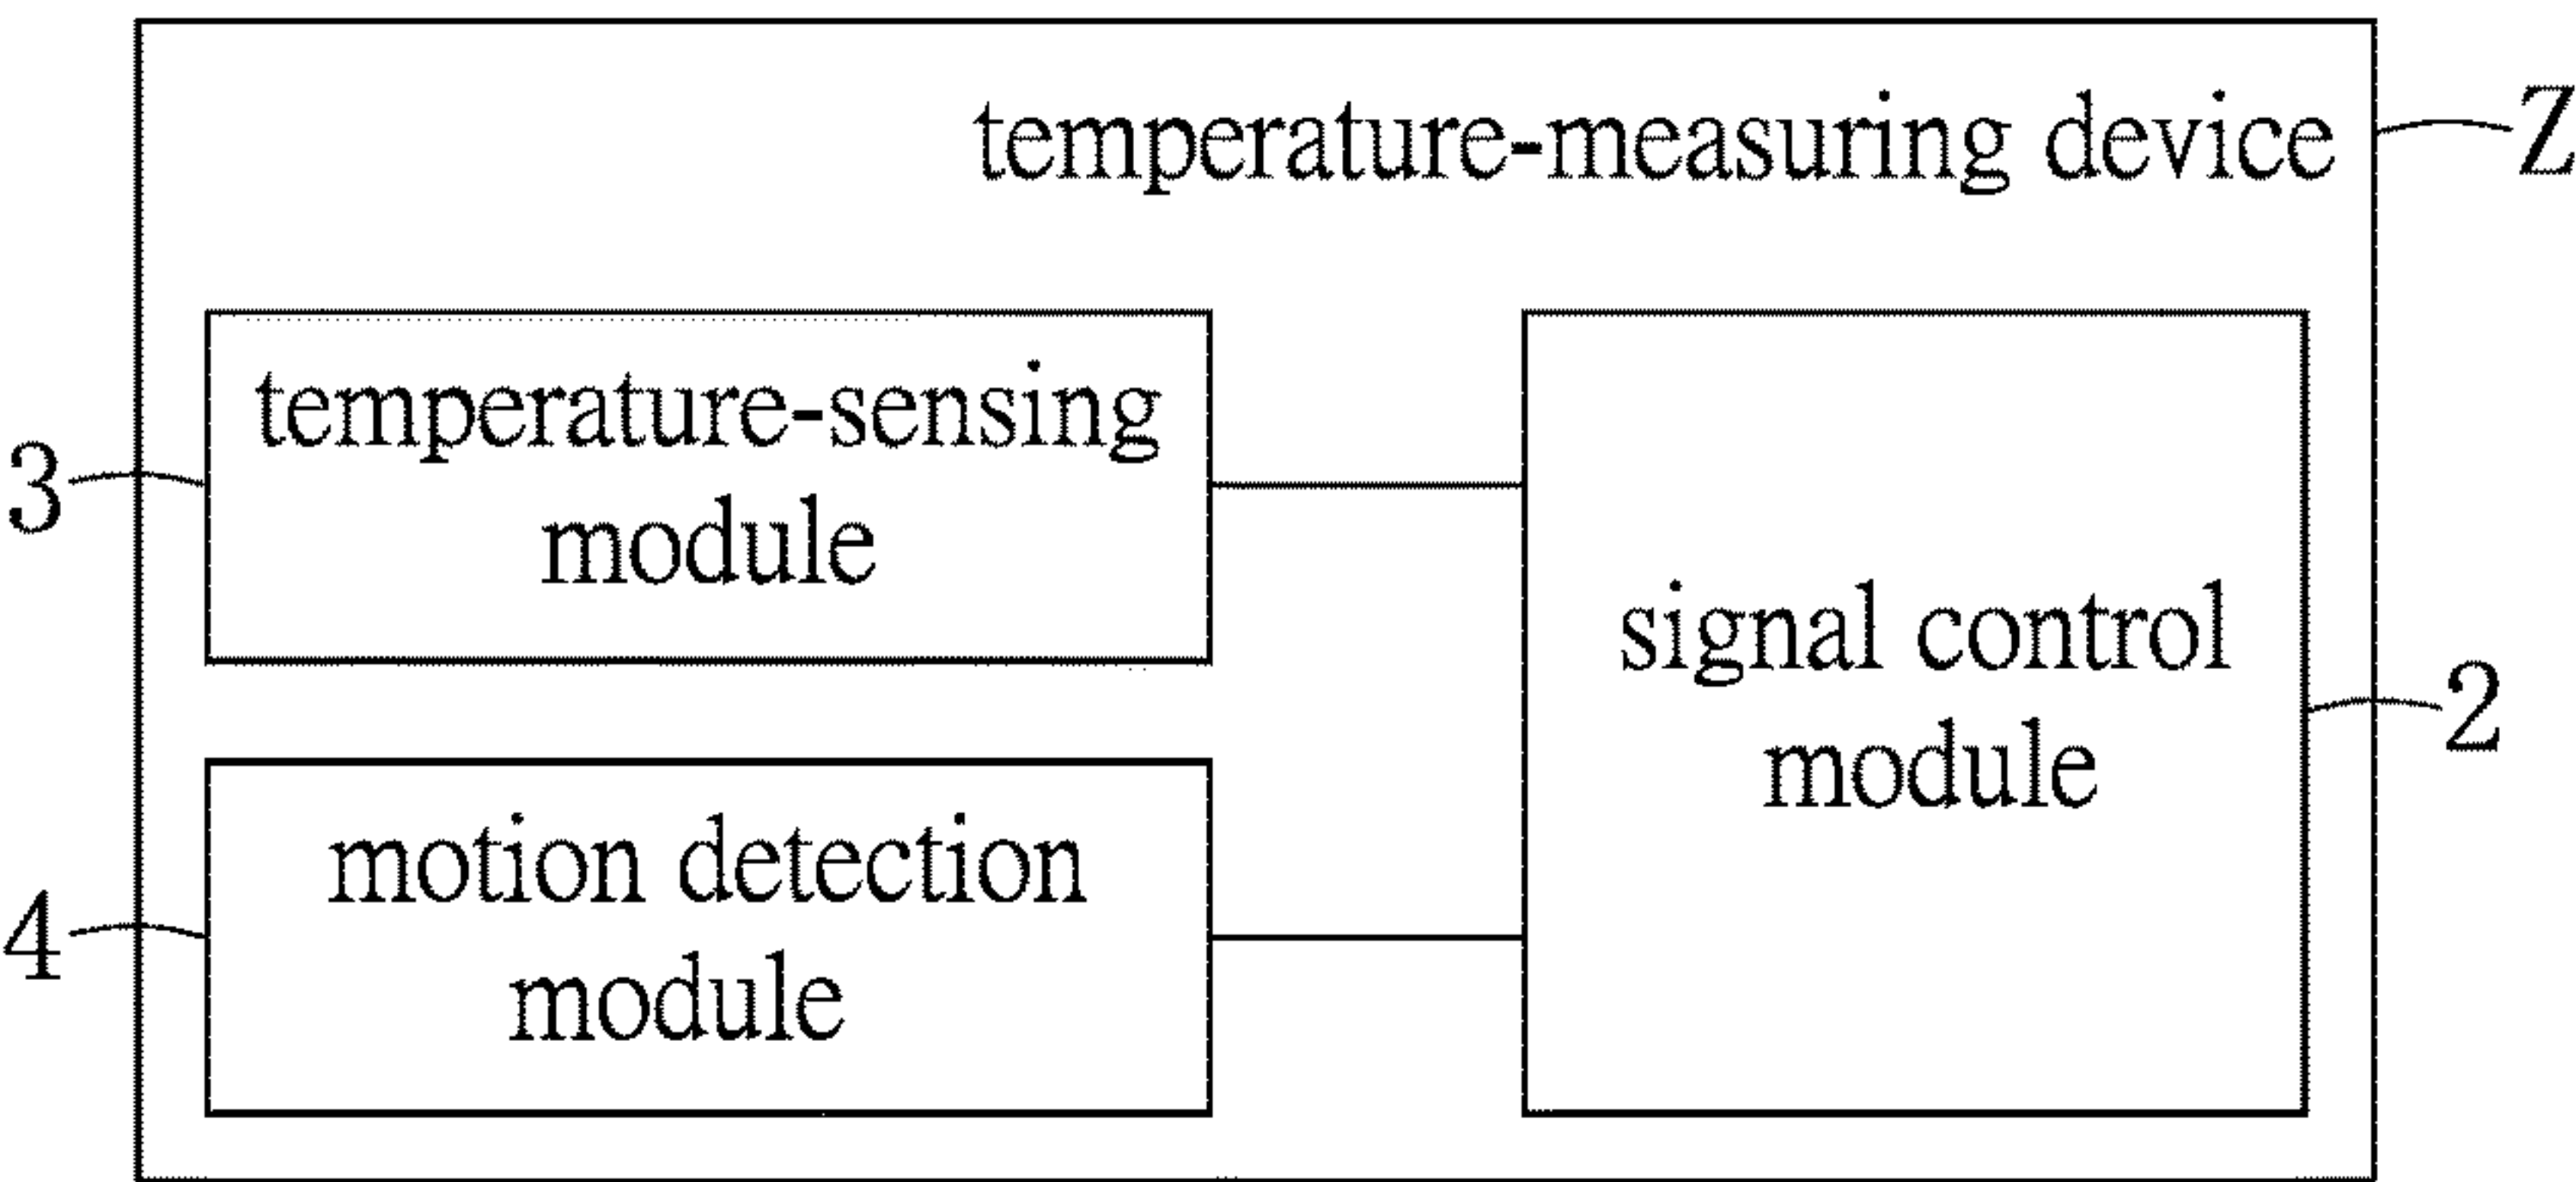 temperature-measuring device
Z
3
temperature-sensing
module
signal control
module
2
4
motion detection
module